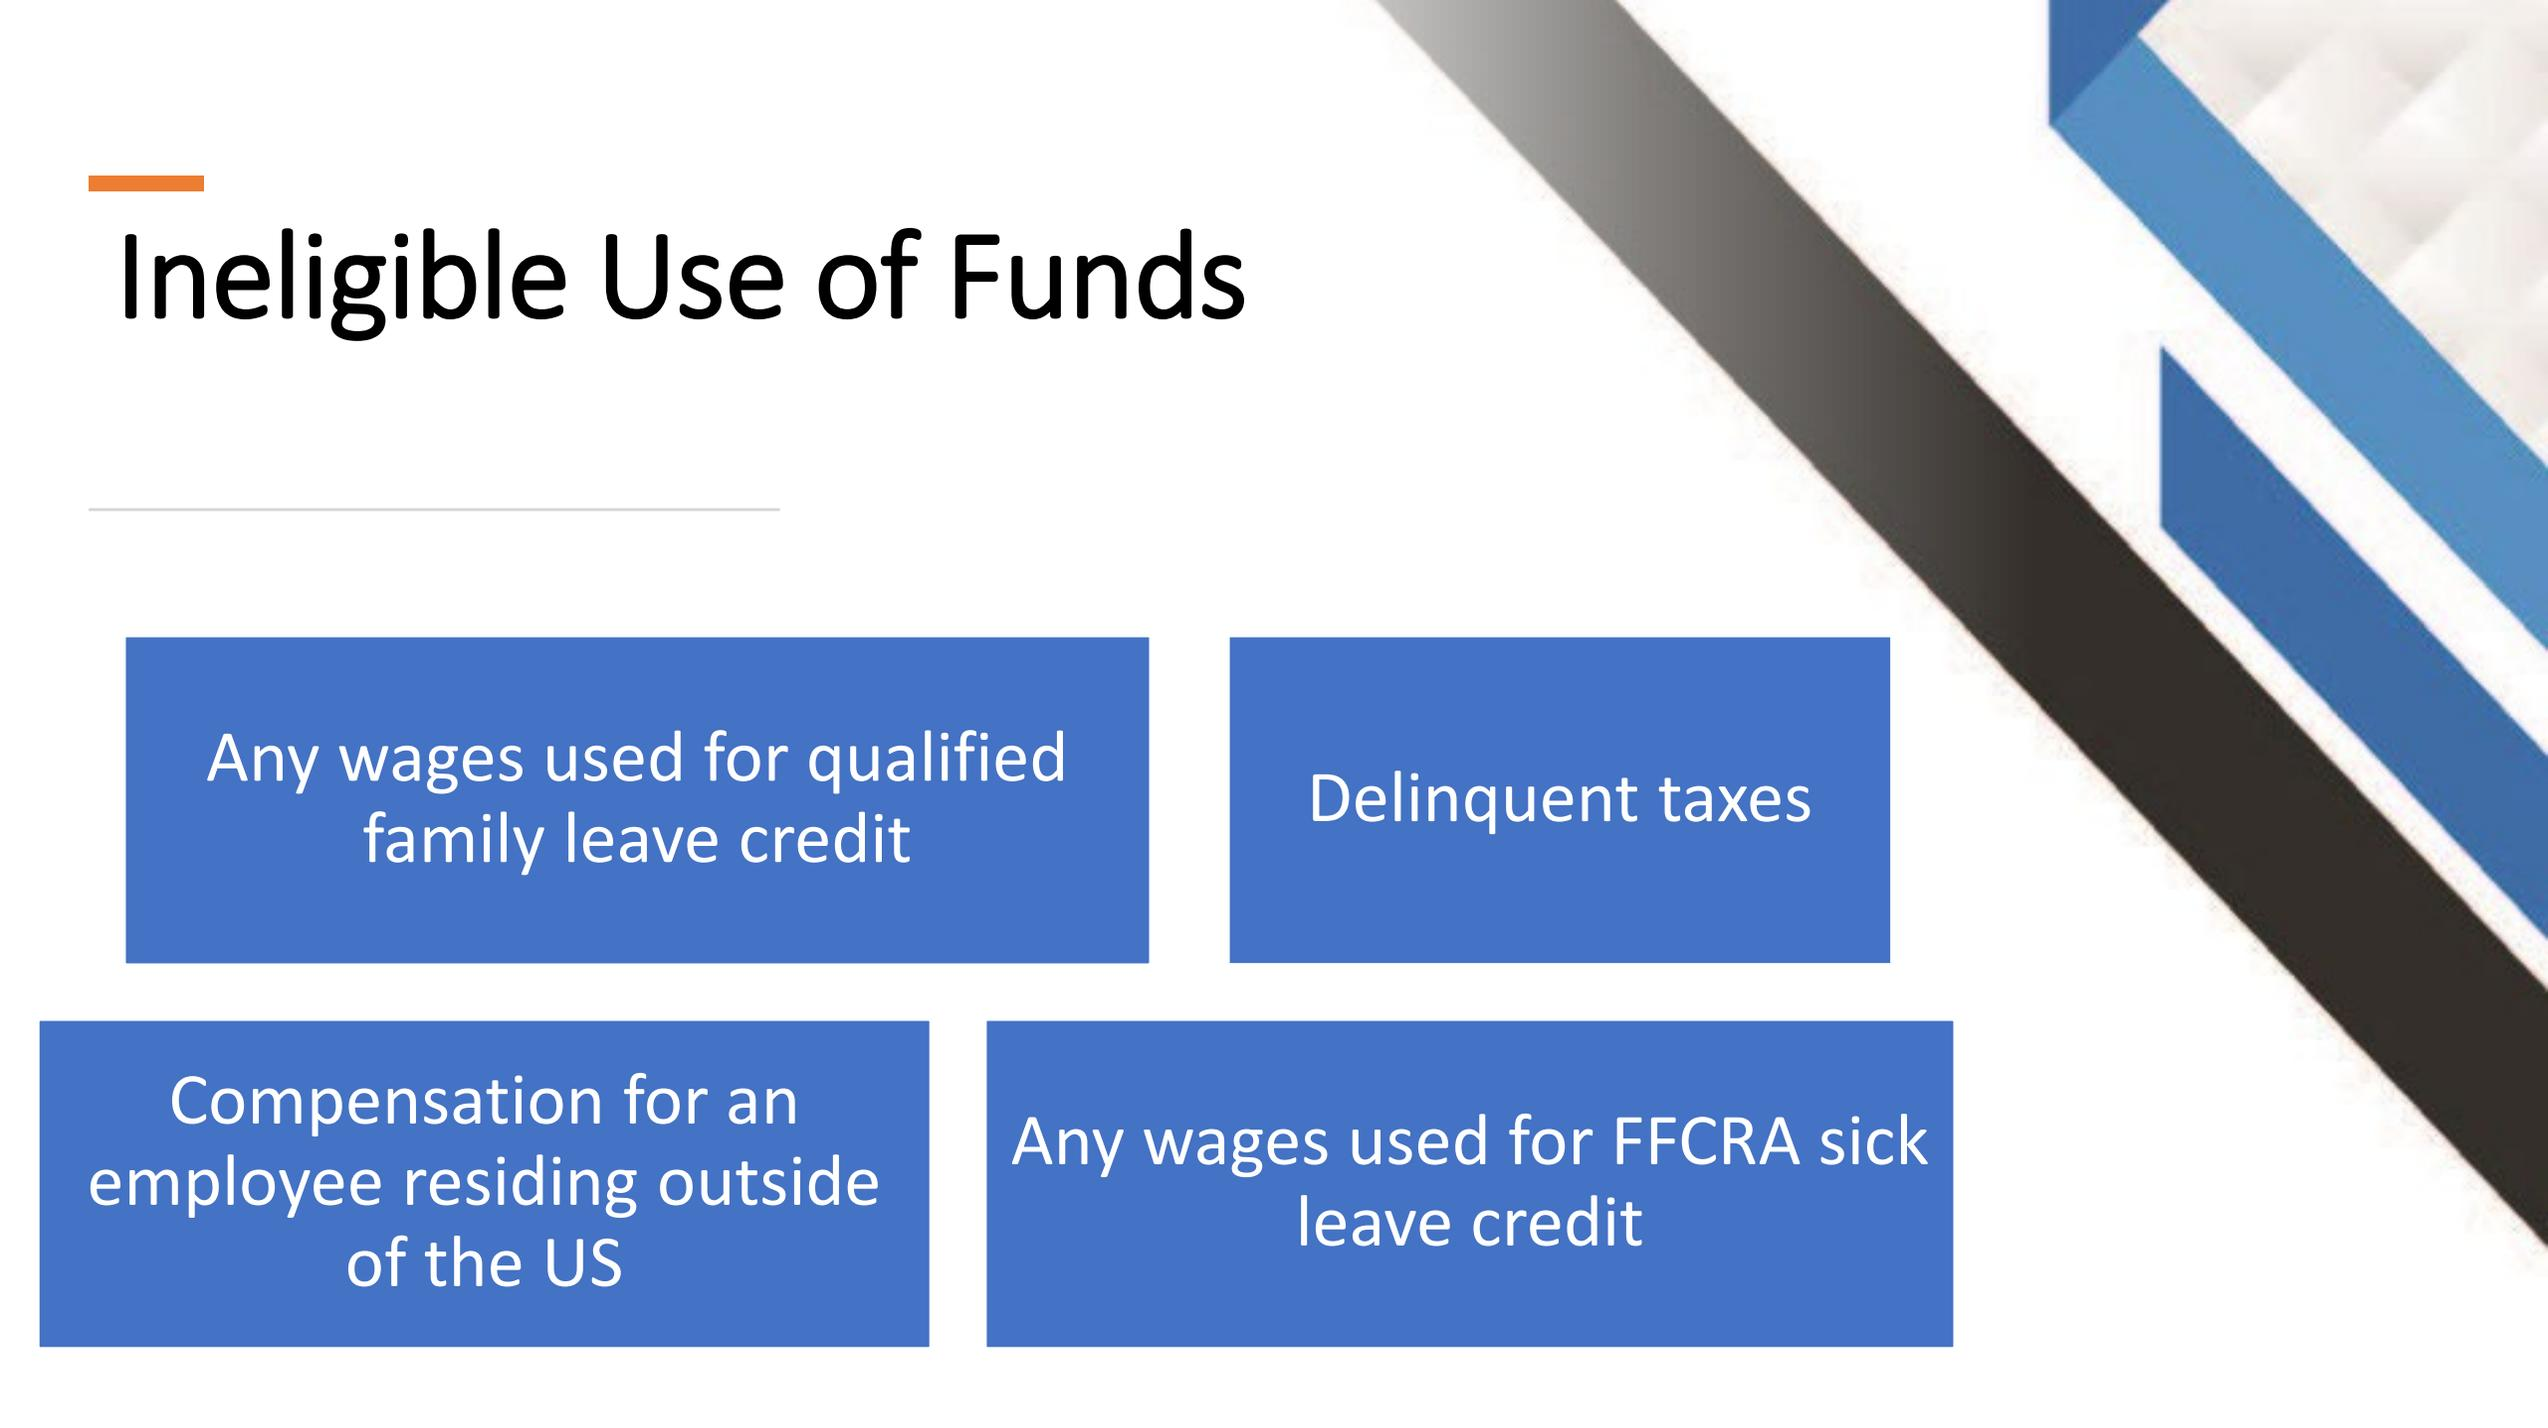 Ineligible Use of Funds
Any wages used for qualified
family leave credit
Delinquent taxes
Compensation for an
employee residing outside
of the US
Any wages used for FFCRA sick
leave credit